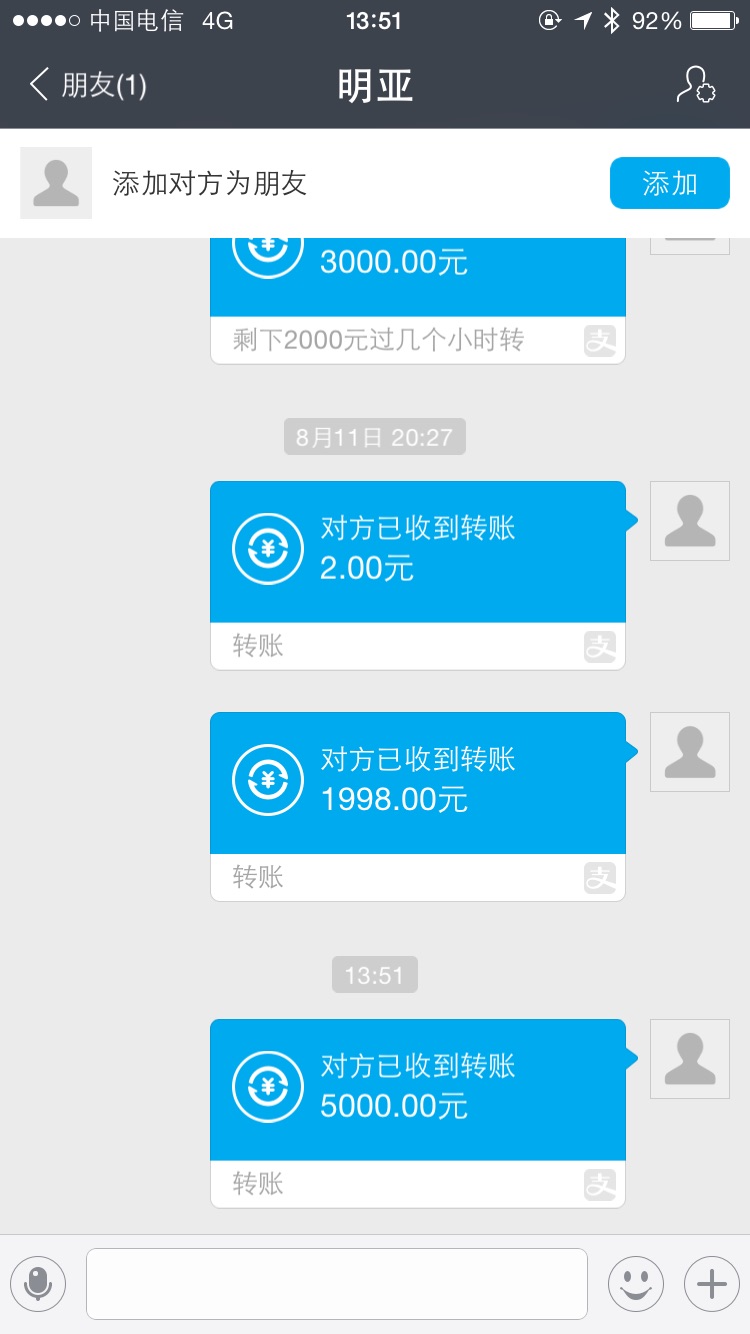 中国电信 4G 13:51 92%
朋友(1) 明亚
添加对方为朋友 添加
3000.00元
剩下2000元过几个小时转
支
8月11日 20:27
对方已收到转账
2.00元
转账
支
对方已收到转账
1998.00元
转账
支
13:51
对方已收到转账
5000.00元
转账
支